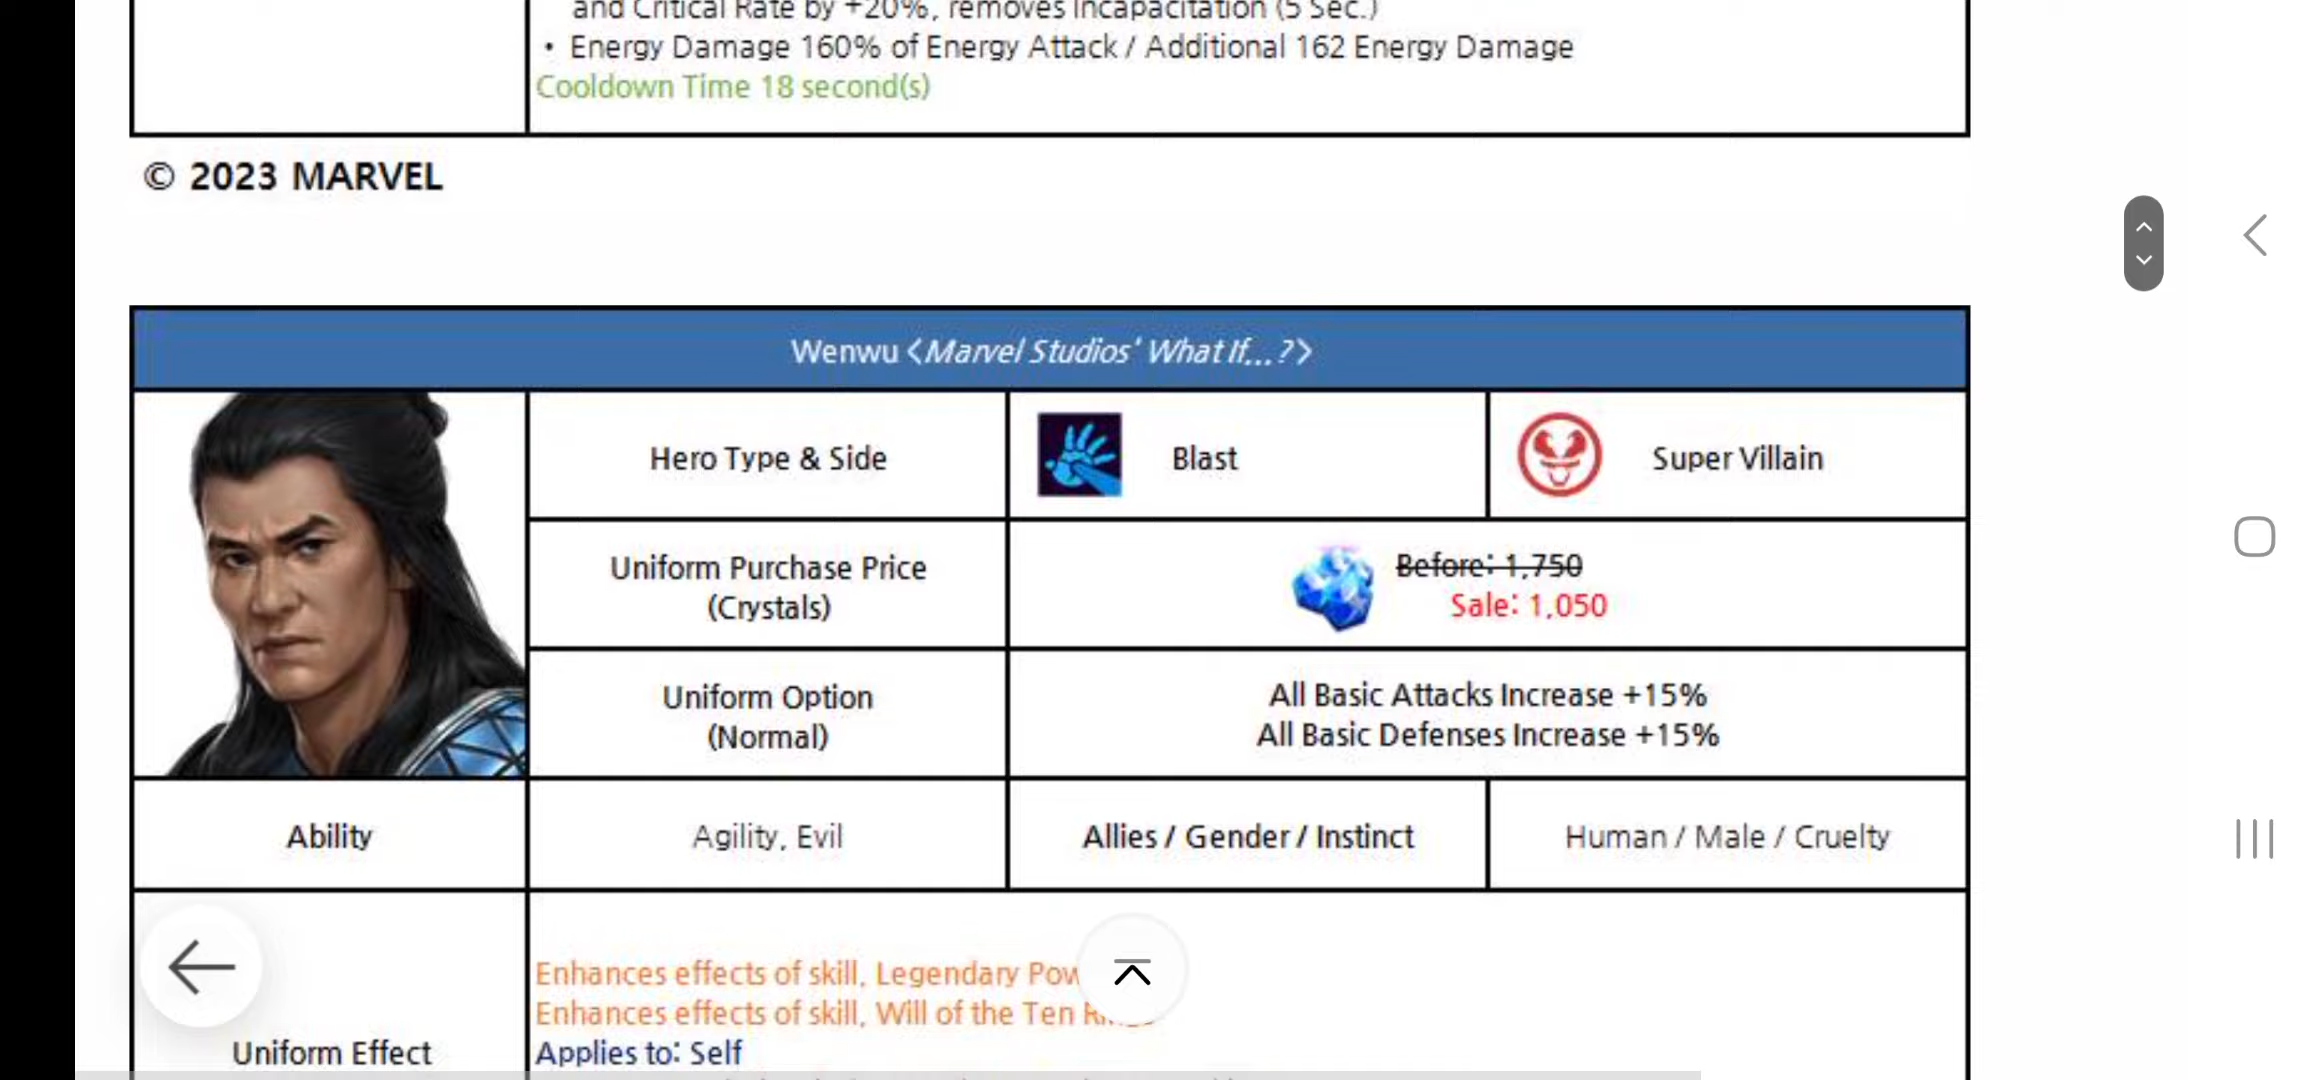 and Critical Rate by +20%, removes Incapacitation (5 Sec.)
• Energy Damage 160% of Energy Attack / Additional 162 Energy Damage
Cooldown Time 18 second(s)
© 2023 MARVEL
Wenwu <Marvel Studios' What If...?>
Hero Type & Side
Blast
Super Villain
Uniform Purchase Price
(Crystals)
Before: 1,750
Sale: 1,050
Uniform Option
(Normal)
All Basic Attacks Increase +15%
All Basic Defenses Increase +15%
Ability
Agility, Evil
Allies / Gender / Instinct
Human / Male / Cruelty
Uniform Effect
Enhances effects of skill, Legendary
Enhances effects of skill, Will of the Ten
Applies to: Self